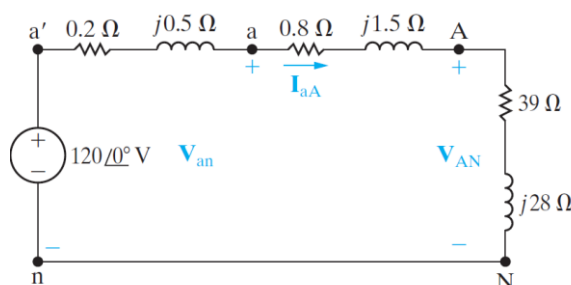 a′ 0.2 Ω j0.5 Ω a 0.8 Ω j1.5 Ω A
+ I_aA +
39 Ω
+ − 120/0° V V_an V_AN
j28 Ω
− −
n N